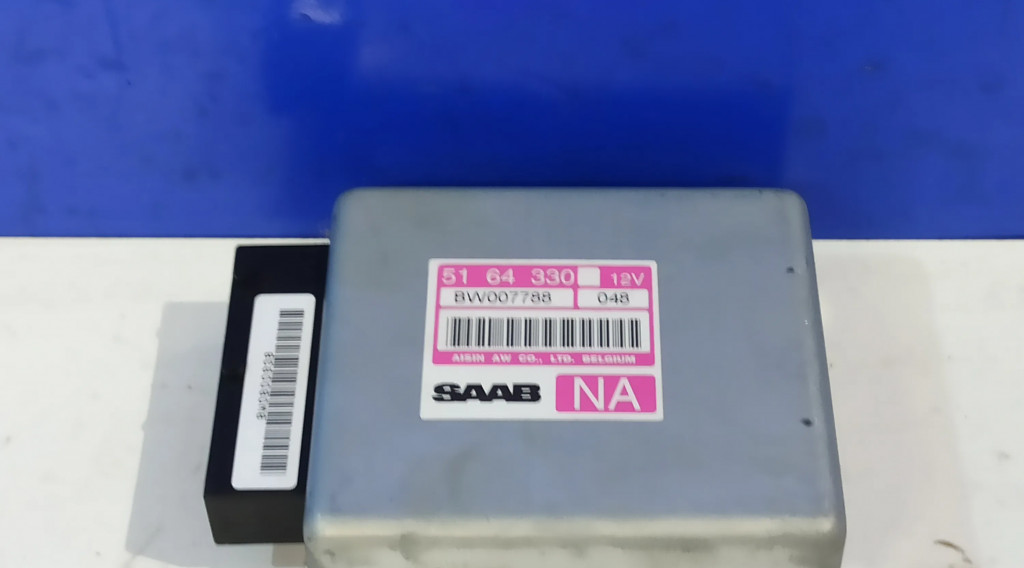 51 64 330 12V
BW007788 048
AISIN AW CO., LTD. BELGIUM
SAAB NA